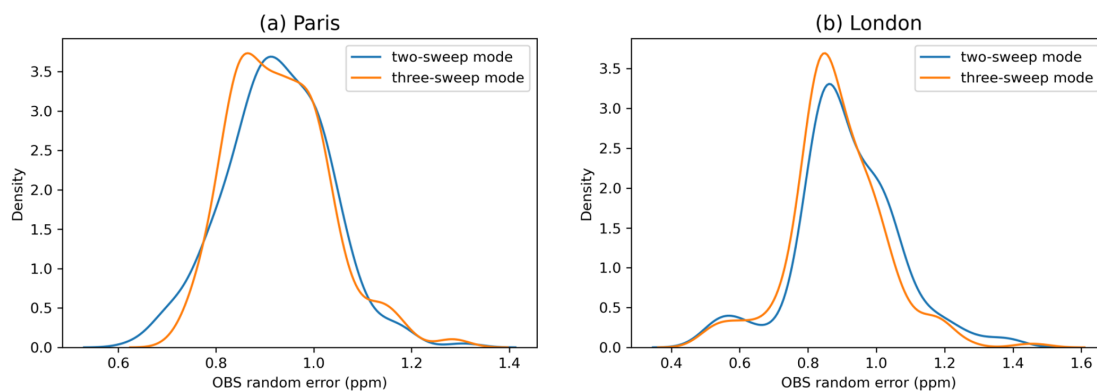 (a) Paris
two-sweep mode
three-sweep mode
3.5
3.0
2.5
2.0
1.5
1.0
0.5
0.0
Density
0.6 0.8 1.0 1.2 1.4
OBS random error (ppm)
(b) London
two-sweep mode
three-sweep mode
3.5
3.0
2.5
2.0
1.5
1.0
0.5
0.0
Density
0.4 0.6 0.8 1.0 1.2 1.4 1.6
OBS random error (ppm)